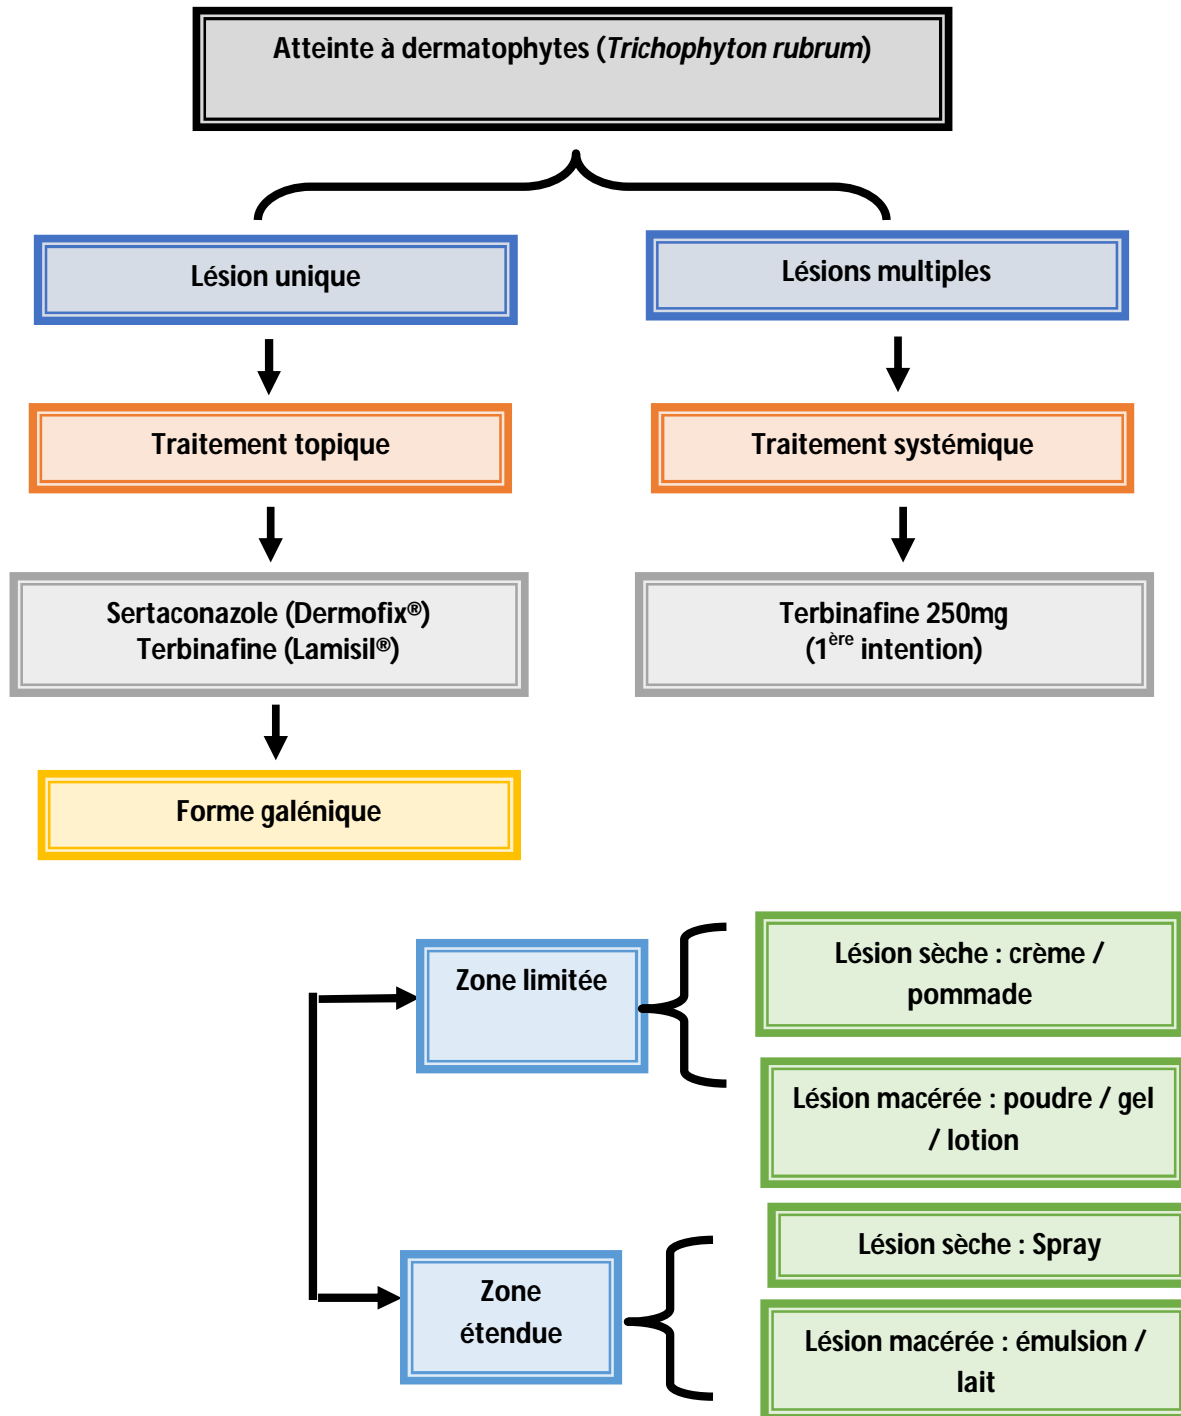 Atteinte à dermatophytes (Trichophyton rubrum)
Lésion unique
Lésions multiples
Traitement topique
Traitement systémique
Sertaconazole (Dermofix®)
Terbinafine (Lamisil®)
Terbinafine 250mg
(1ère intention)
Forme galénique
Zone limitée
Lésion sèche : crème /
pommade
Lésion macérée : poudre / gel
/ lotion
Zone
étendue
Lésion sèche : Spray
Lésion macérée : émulsion /
lait